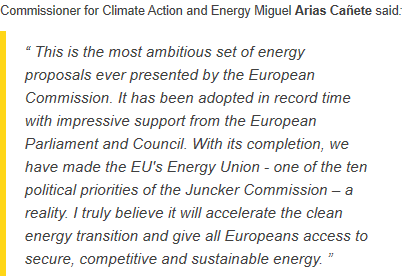 Commissioner for Climate Action and Energy Miguel Arias Cañete said:
“ This is the most ambitious set of energy
proposals ever presented by the European
Commission. It has been adopted in record time
with impressive support from the European
Parliament and Council. With its completion, we
have made the EU's Energy Union - one of the ten
political priorities of the Juncker Commission – a
reality. I truly believe it will accelerate the clean
energy transition and give all Europeans access to
secure, competitive and sustainable energy. ”